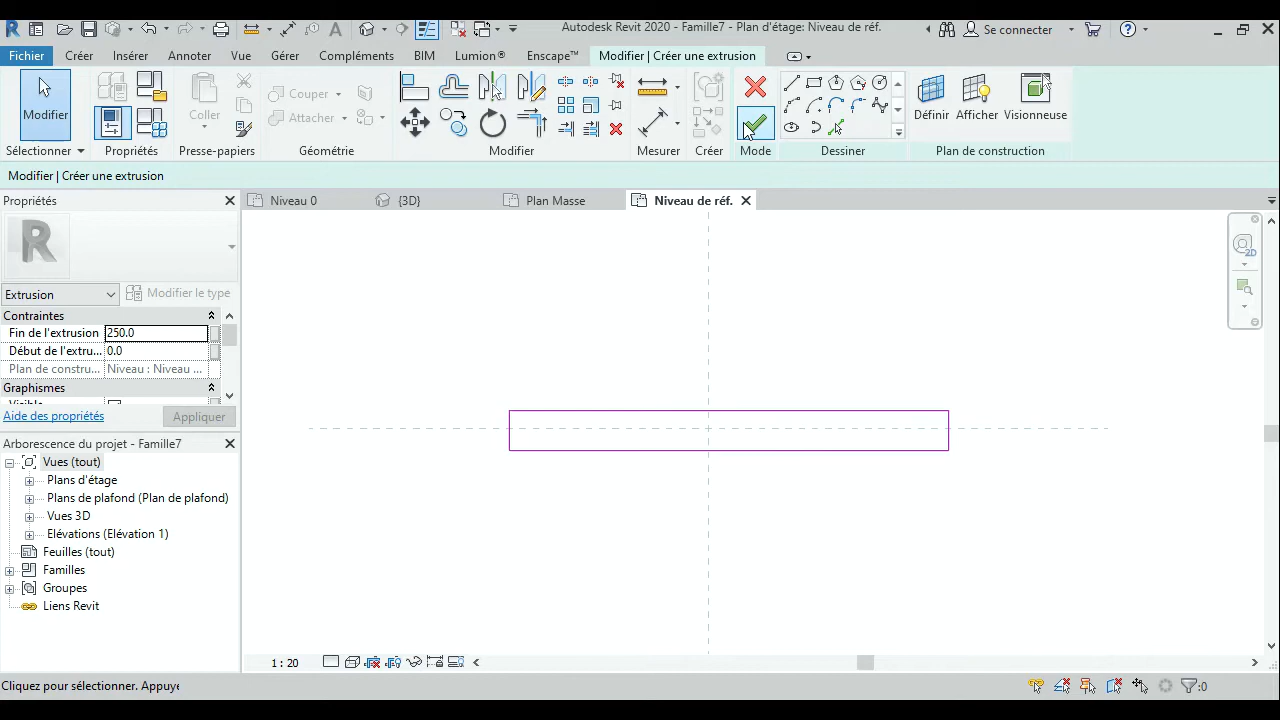 Autodesk Revit 2020 - Famille7 - Plan d'étage: Niveau de réf.
Se connecter
Fichier Créer Insérer Annoter Vue Gérer Compléments BIM Lumion® Enscape™ Modifier | Créer une extrusion
Modifier
Coller
Couper
Attacher
Définir Afficher Visionneuse
Sélectionner Propriétés Presse-papiers Géométrie Modifier Mesurer Créer Mode Dessiner Plan de construction
Modifier | Créer une extrusion
Propriétés
Niveau 0 {3D} Plan Masse Niveau de réf.
R
2D
Extrusion Modifier le type
Contraintes
Fin de l'extrusion 250.0
Début de l'extru... 0.0
Plan de constru... Niveau : Niveau ...
Graphismes
Aide des propriétés Appliquer
Arborescence du projet - Famille7
Vues (tout)
Plans d'étage
Plans de plafond (Plan de plafond)
Vues 3D
Elévations (Elévation 1)
Feuilles (tout)
Familles
Groupes
Liens Revit
1 : 20
Cliquez pour sélectionner. Appuye
:0